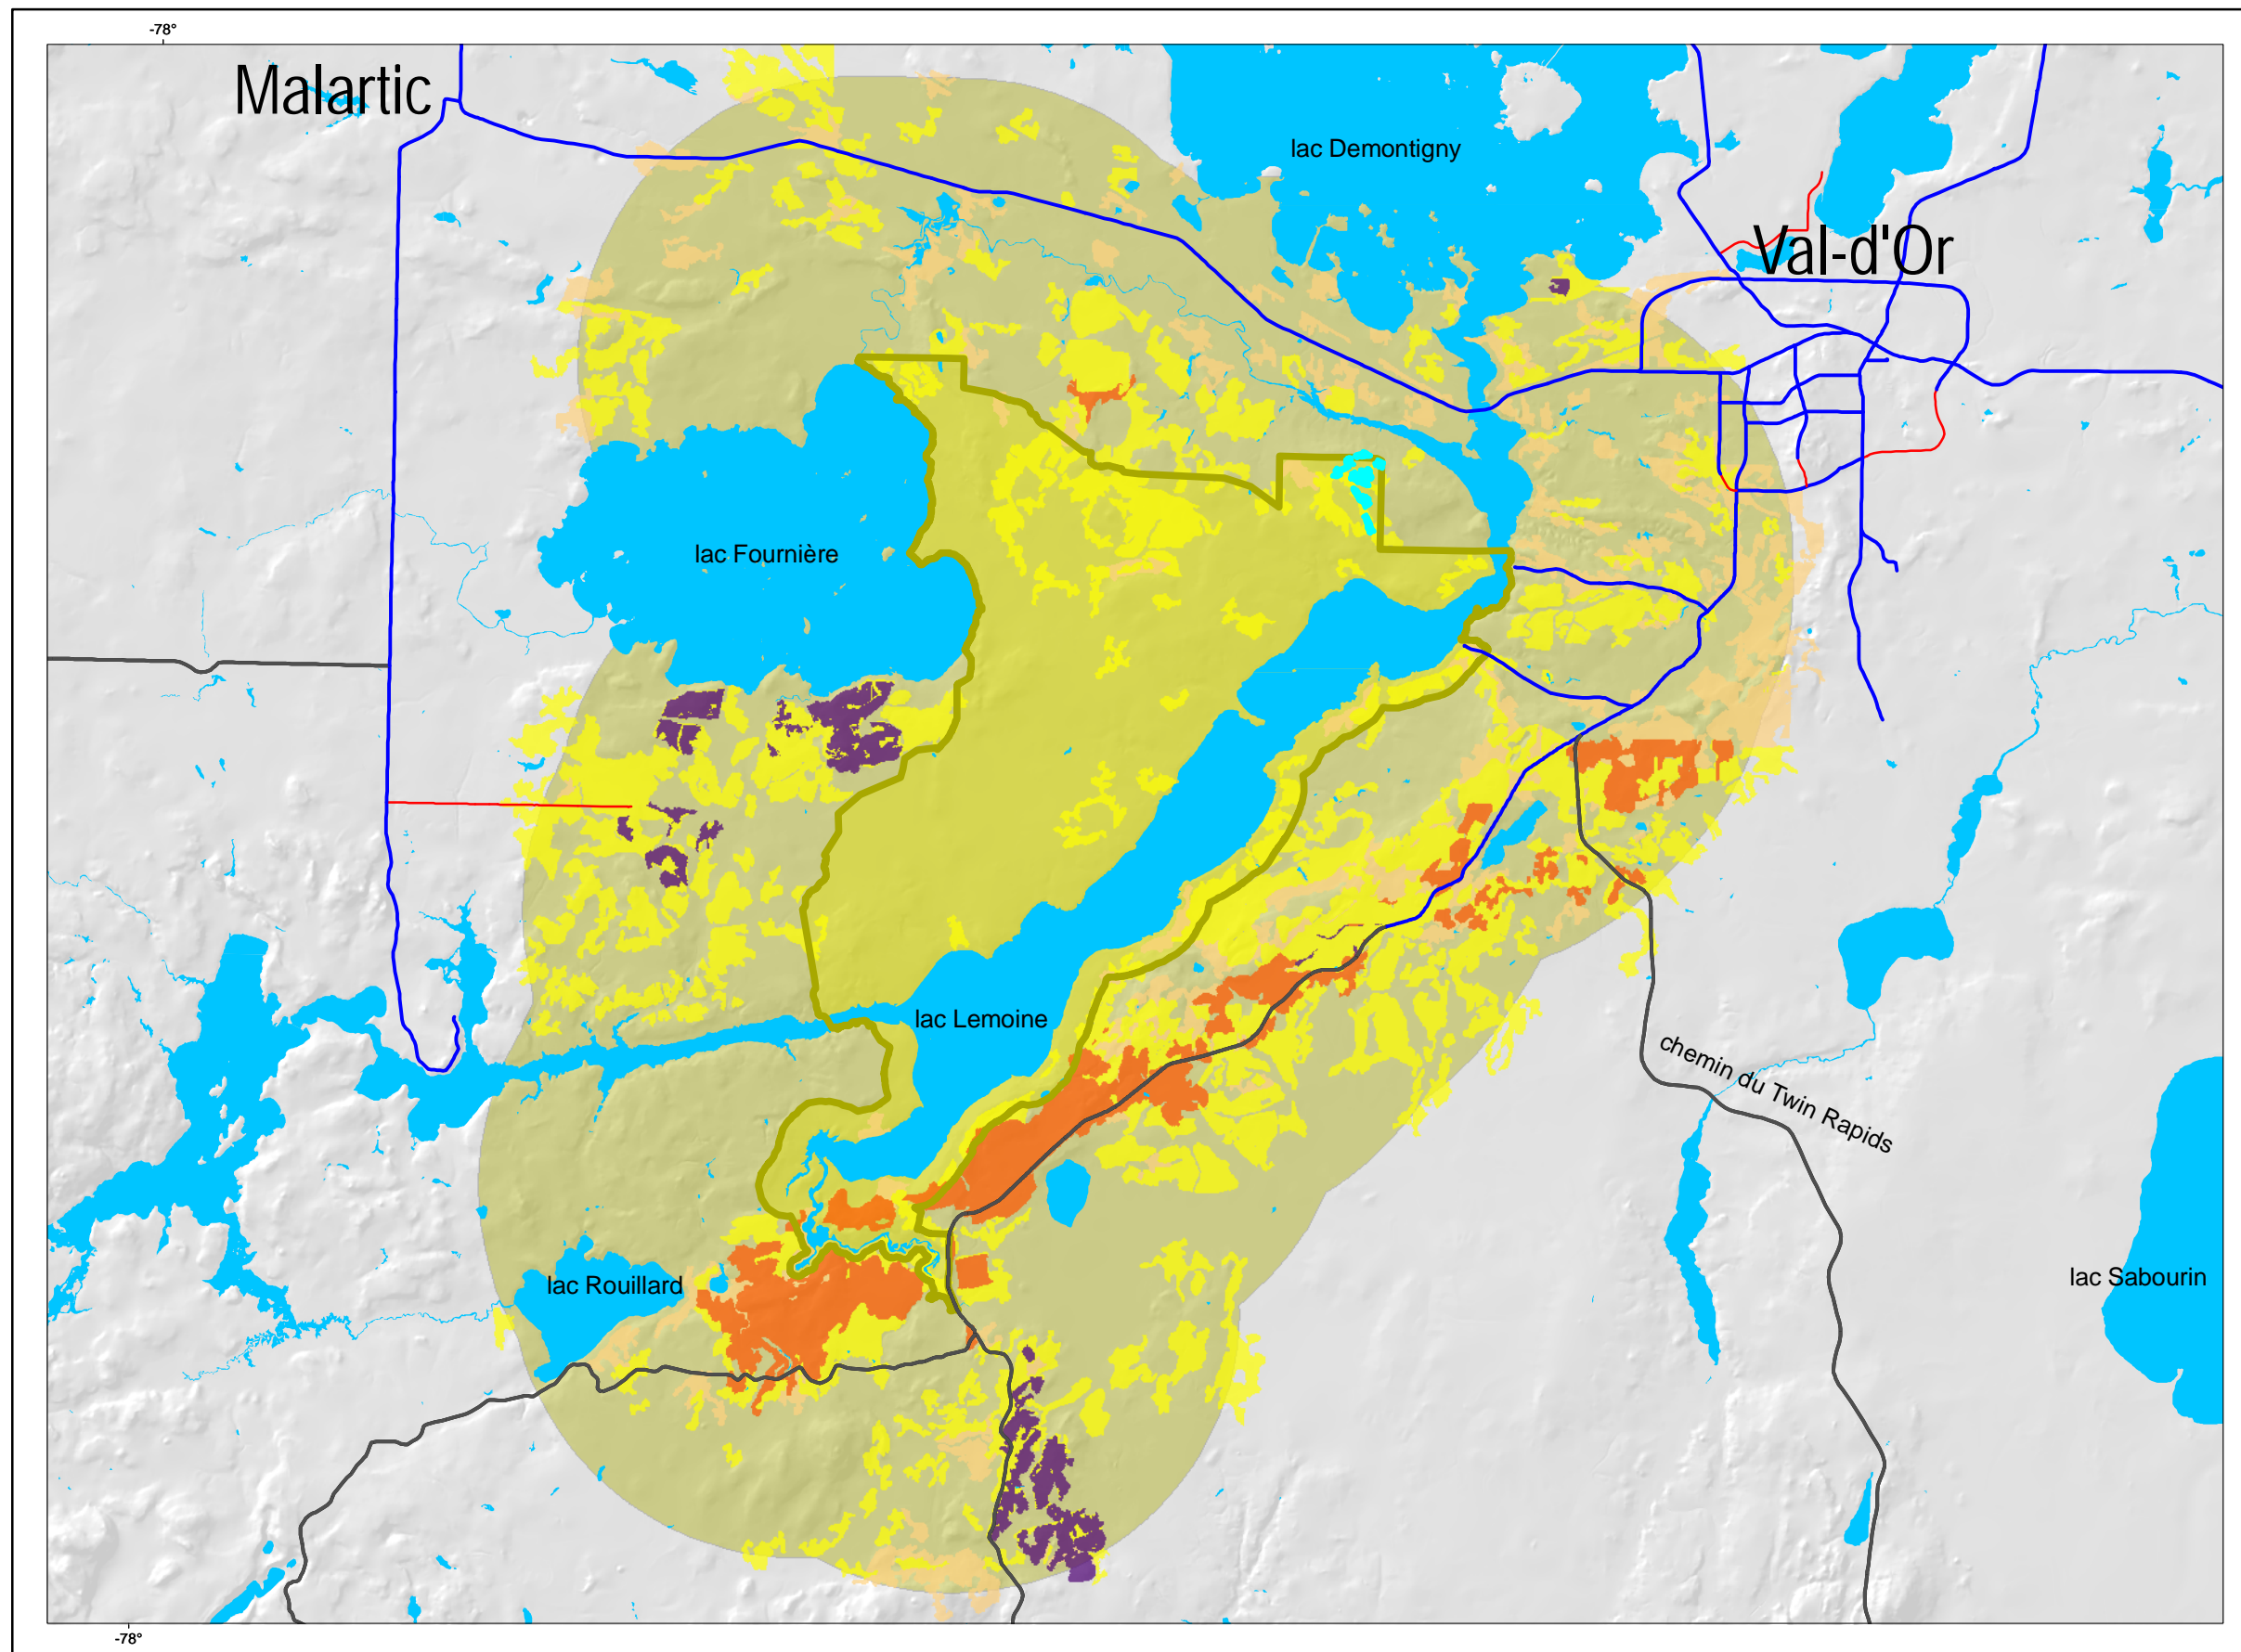 -78°
Malartic
lac Demontigny
Val-d'Or
lac Fournière
lac Lemoine
chemin du Twin Rapids
lac Rouillard
lac Sabourin
-78°